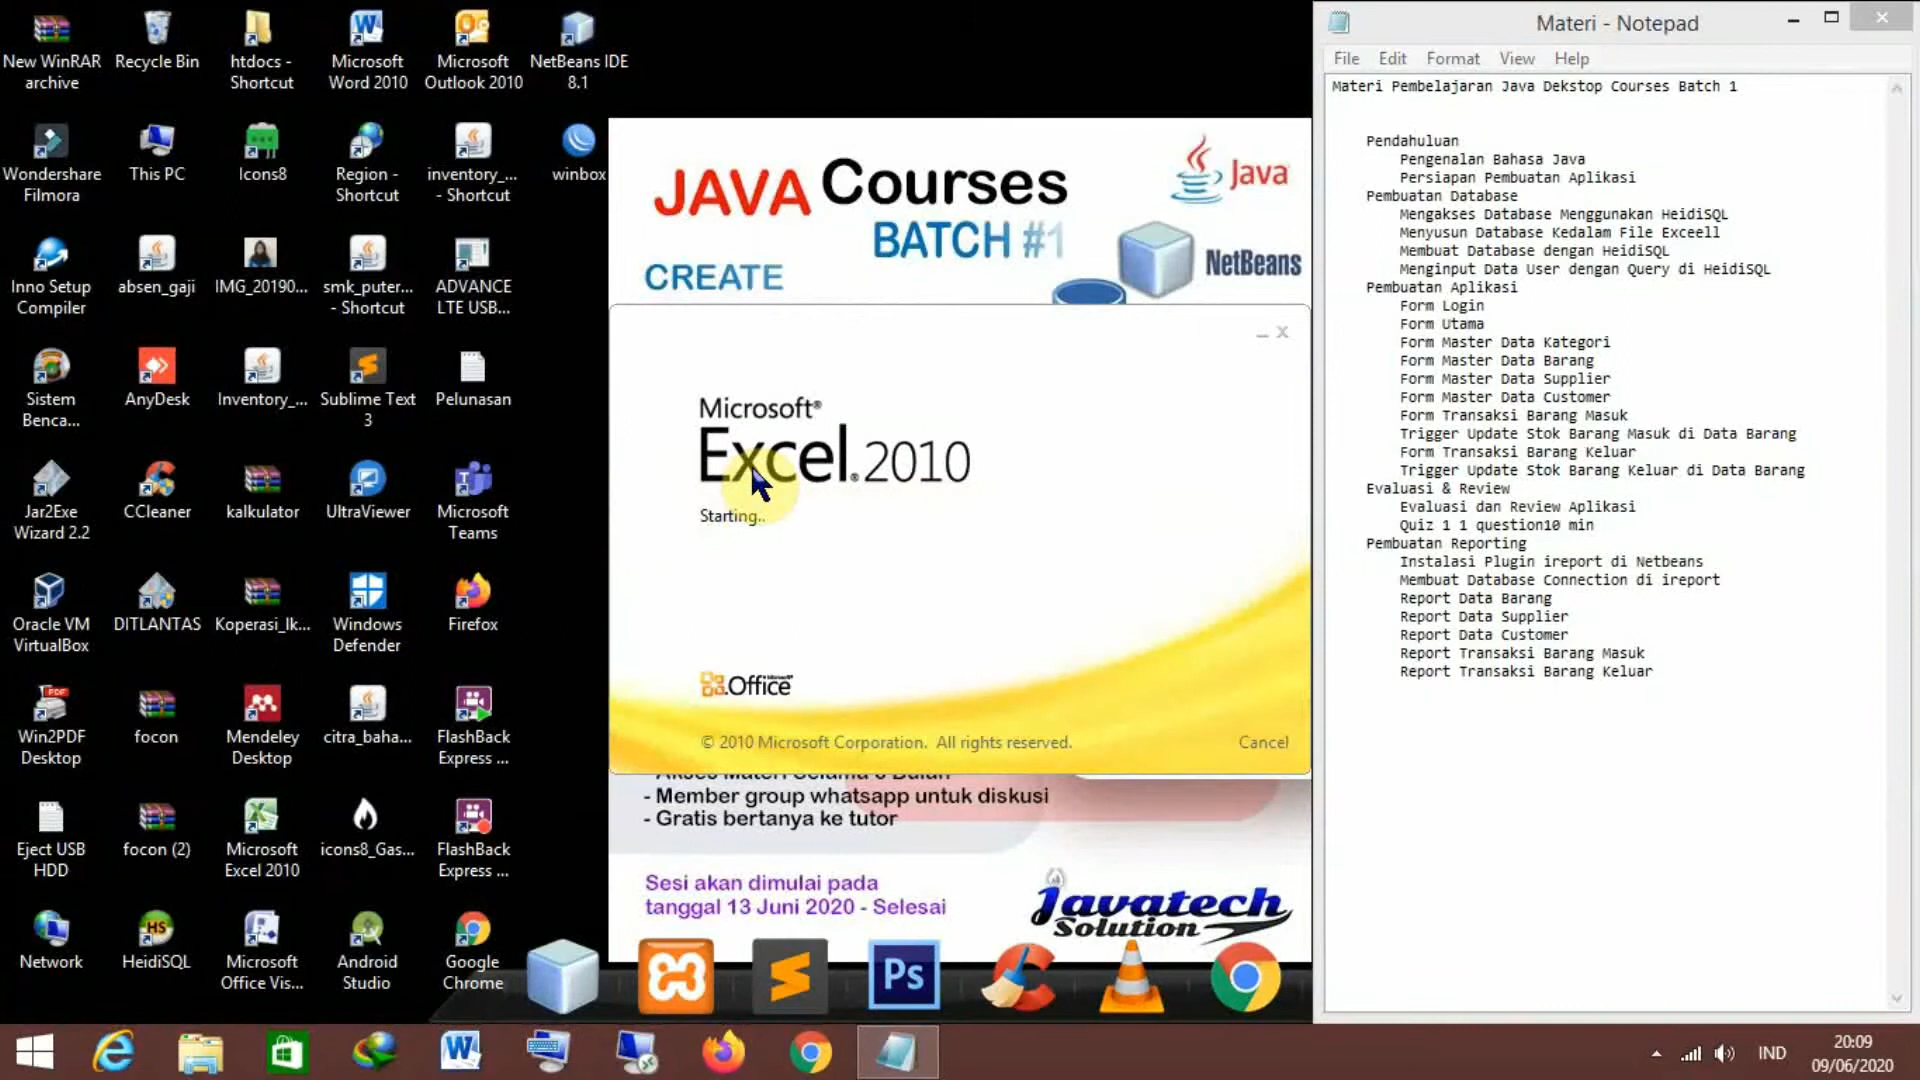 New WinRAR archive
Recycle Bin
htdocs - Shortcut
Microsoft Word 2010
Microsoft Outlook 2010
NetBeans IDE 8.1
Wondershare Filmora
This PC
Icons8
Region - Shortcut
inventory_... - Shortcut
winbox
Inno Setup Compiler
absen_gaji
IMG_20190...
smk_puter... - Shortcut
ADVANCE LTE USB...
Sistem Benca...
AnyDesk
Inventory_...
Sublime Text 3
Pelunasan
Jar2Exe Wizard 2.2
CCleaner
kalkulator
UltraViewer
Microsoft Teams
Oracle VM VirtualBox
DITLANTAS
Koperasi_Ik...
Windows Defender
Firefox
Win2PDF Desktop
focon
Mendeley Desktop
citra_baha...
FlashBack Express ...
Eject USB HDD
focon (2)
Microsoft Excel 2010
icons8_Gas...
FlashBack Express ...
Network
HeidiSQL
Microsoft Office Vis...
Android Studio
Google Chrome
JAVA Courses
BATCH #1
CREATE
Java
NetBeans
Microsoft®
Excel®2010
Starting..
Office
© 2010 Microsoft Corporation. All rights reserved.
Cancel
- Member group whatsapp untuk diskusi
- Gratis bertanya ke tutor
Sesi akan dimulai pada
tanggal 13 Juni 2020 - Selesai
Javatech
Solution
Ps
Materi - Notepad
File Edit Format View Help
Materi Pembelajaran Java Dekstop Courses Batch 1
Pendahuluan
Pengenalan Bahasa Java
Persiapan Pembuatan Aplikasi
Pembuatan Database
Mengakses Database Menggunakan HeidiSQL
Menyusun Database Kedalam File Exceell
Membuat Database dengan HeidiSQL
Menginput Data User dengan Query di HeidiSQL
Pembuatan Aplikasi
Form Login
Form Utama
Form Master Data Kategori
Form Master Data Barang
Form Master Data Supplier
Form Master Data Customer
Form Transaksi Barang Masuk
Trigger Update Stok Barang Masuk di Data Barang
Form Transaksi Barang Keluar
Trigger Update Stok Barang Keluar di Data Barang
Evaluasi & Review
Evaluasi dan Review Aplikasi
Quiz 1 1 question10 min
Pembuatan Reporting
Instalasi Plugin ireport di Netbeans
Membuat Database Connection di ireport
Report Data Barang
Report Data Supplier
Report Data Customer
Report Transaksi Barang Masuk
Report Transaksi Barang Keluar
IND
20:09
09/06/2020